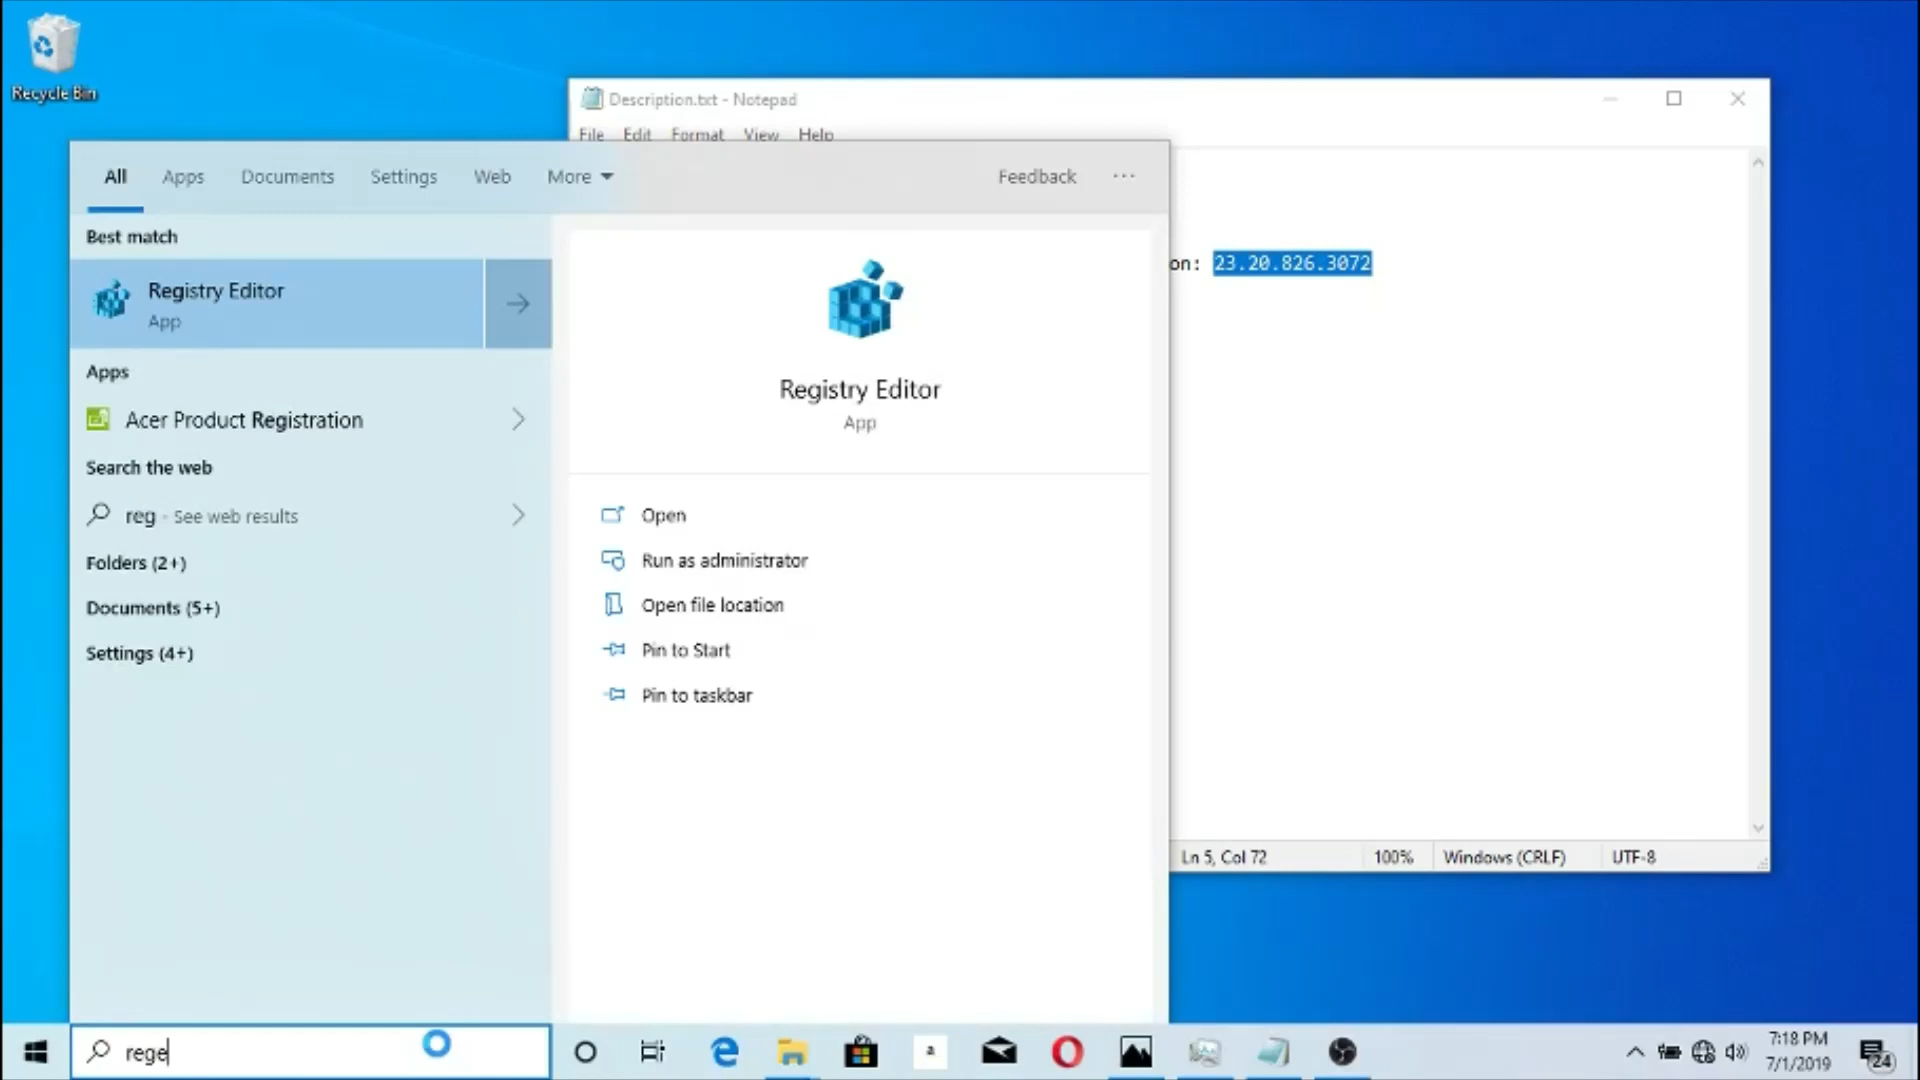 Recycle Bin
Description.txt - Notepad
File Edit Format View Help
All Apps Documents Settings Web More Feedback ...
Best match
Registry Editor
App
Apps
Acer Product Registration
Search the web
reg - See web results
Folders (2+)
Documents (5+)
Settings (4+)
Registry Editor
App
Open
Run as administrator
Open file location
Pin to Start
Pin to taskbar
on: 23.20.826.3072
Ln 5, Col 72 100% Windows (CRLF) UTF-8
rege
a
7:18 PM
7/1/2019
24